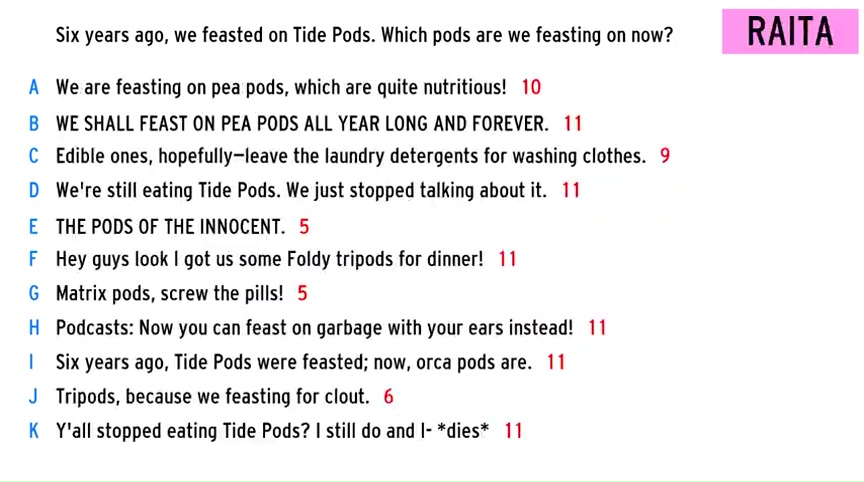 Six years ago, we feasted on Tide Pods. Which pods are we feasting on now?
RAITA
A We are feasting on pea pods, which are quite nutritious! 10
B WE SHALL FEAST ON PEA PODS ALL YEAR LONG AND FOREVER. 11
C Edible ones, hopefully—leave the laundry detergents for washing clothes. 9
D We're still eating Tide Pods. We just stopped talking about it. 11
E THE PODS OF THE INNOCENT. 5
F Hey guys look I got us some Foldy tripods for dinner! 11
G Matrix pods, screw the pills! 5
H Podcasts: Now you can feast on garbage with your ears instead! 11
I Six years ago, Tide Pods were feasted; now, orca pods are. 11
J Tripods, because we feasting for clout. 6
K Y'all stopped eating Tide Pods? I still do and I- *dies* 11